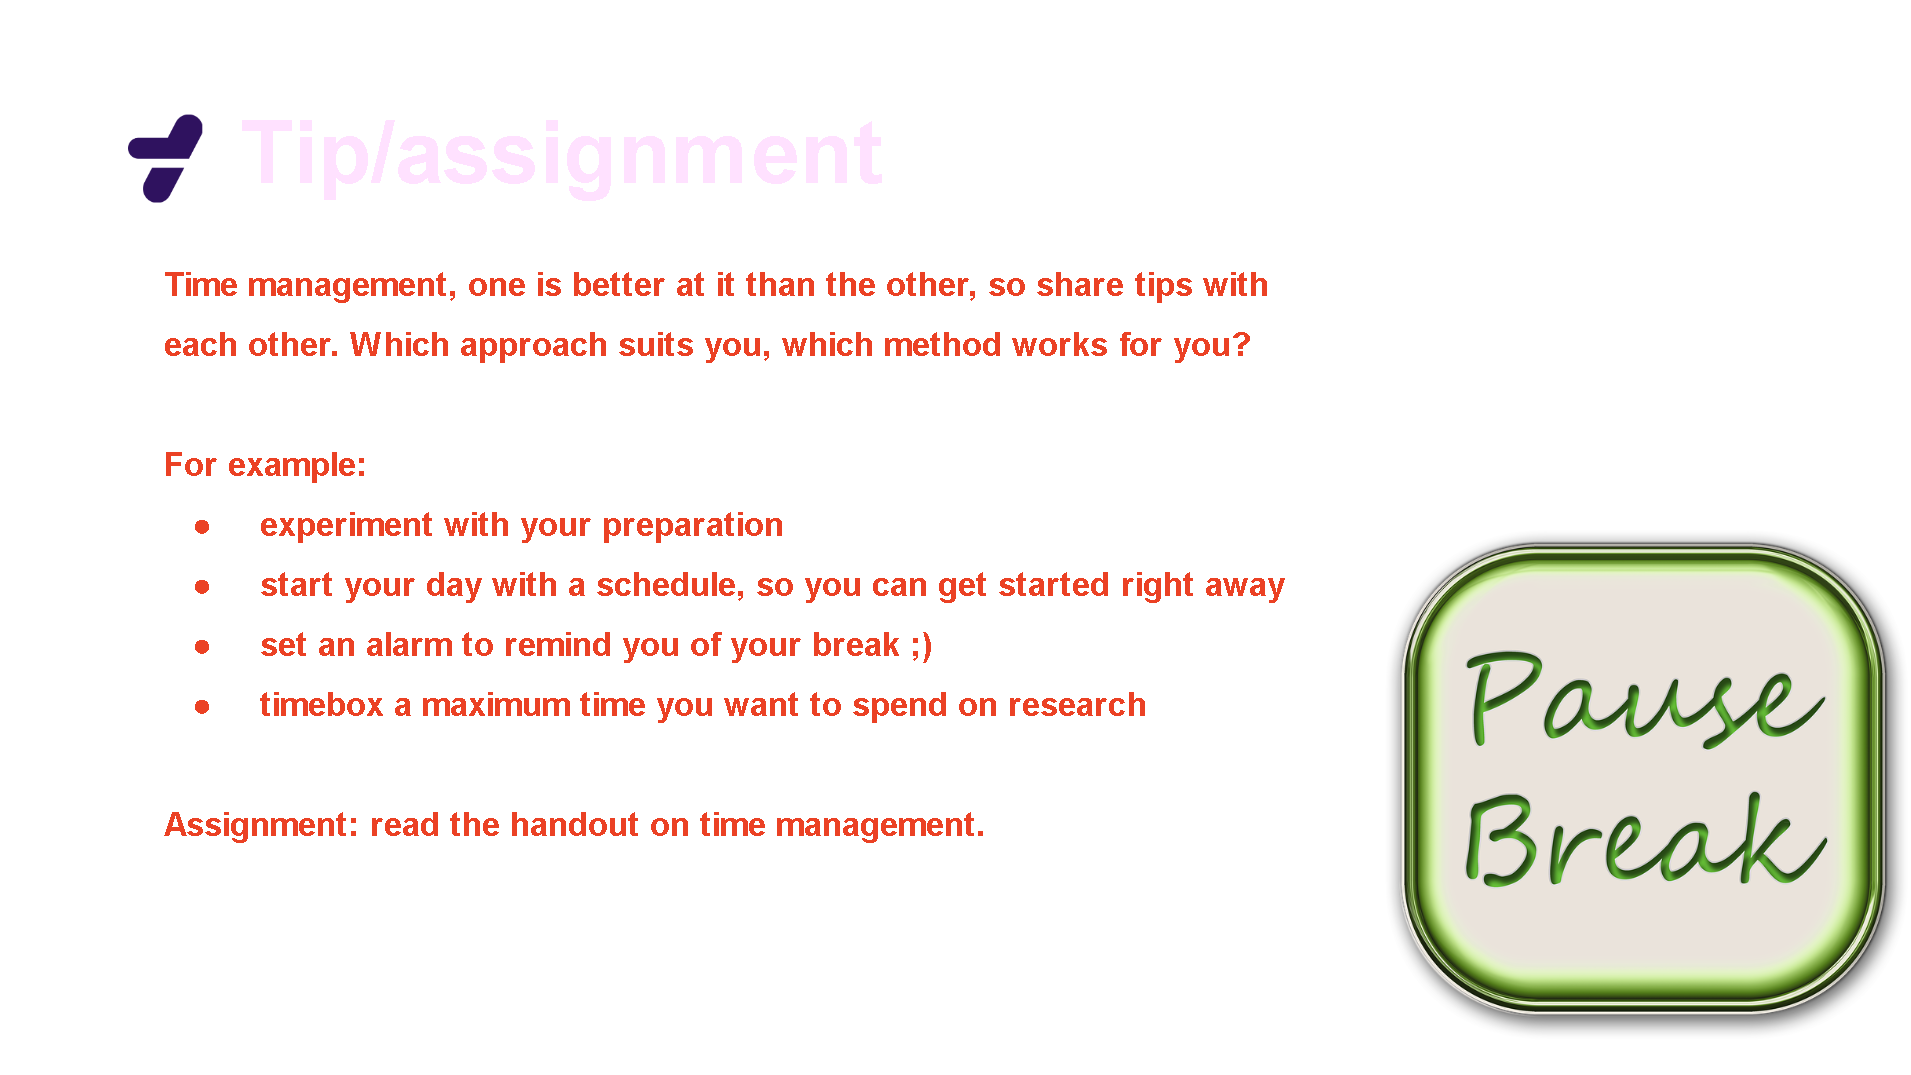 Tip/assignment
Time management, one is better at it than the other, so share tips with
each other. Which approach suits you, which method works for you?
For example:
● experiment with your preparation
● start your day with a schedule, so you can get started right away
● set an alarm to remind you of your break ;)
● timebox a maximum time you want to spend on research
Assignment: read the handout on time management.
Pause
Break